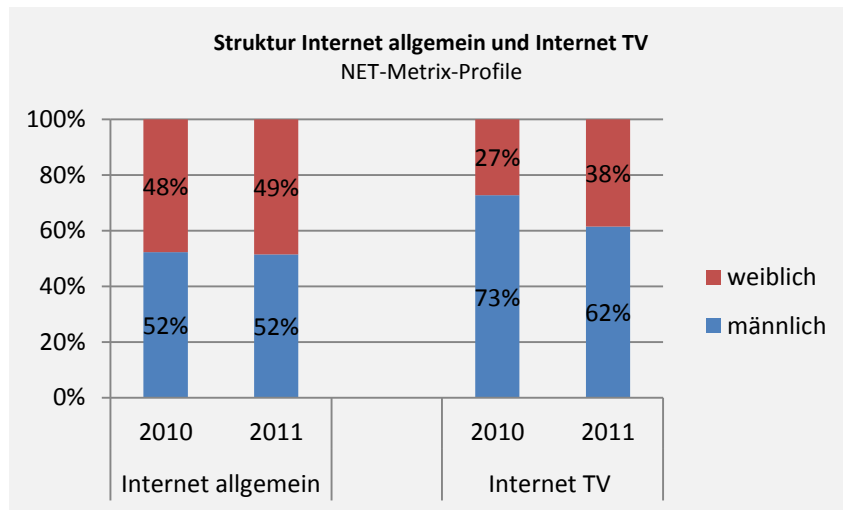 Struktur Internet allgemein und Internet TV
NET-Metrix-Profile
100%
80%
60%
40%
20%
0%
48%
49%
27%
38%
52%
52%
73%
62%
weiblich
männlich
2010 2011 2010 2011
Internet allgemein Internet TV